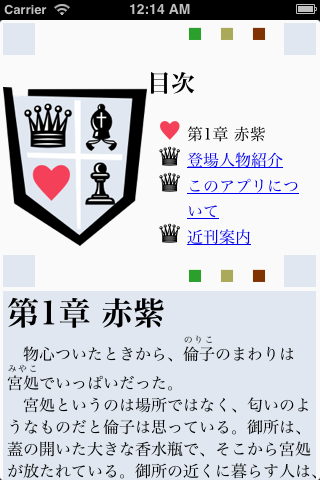 Carrier 12:14 AM
目次
第1章 赤紫
登場人物紹介
このアプリにつ
いて
近刊案内
第1章 赤紫
のりこ
物心ついたときから、倫子のまわりは
みやこ
宮処でいっぱいだった。
宮処というのは場所ではなく、匂いのよ
うなものだと倫子は思っている。御所は、
蓋の開いた大きな香水瓶で、そこから宮処
が放たれている。御所の近くに暮らす人は、